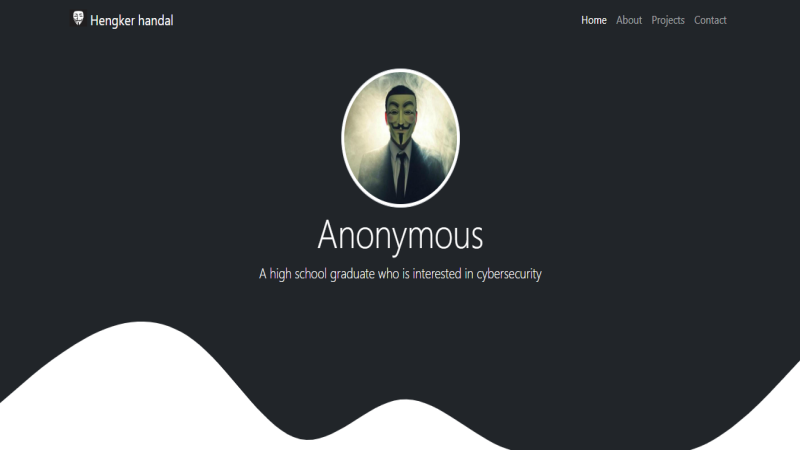 Hengker handal
Home About Projects Contact
Anonymous
A high school graduate who is interested in cybersecurity